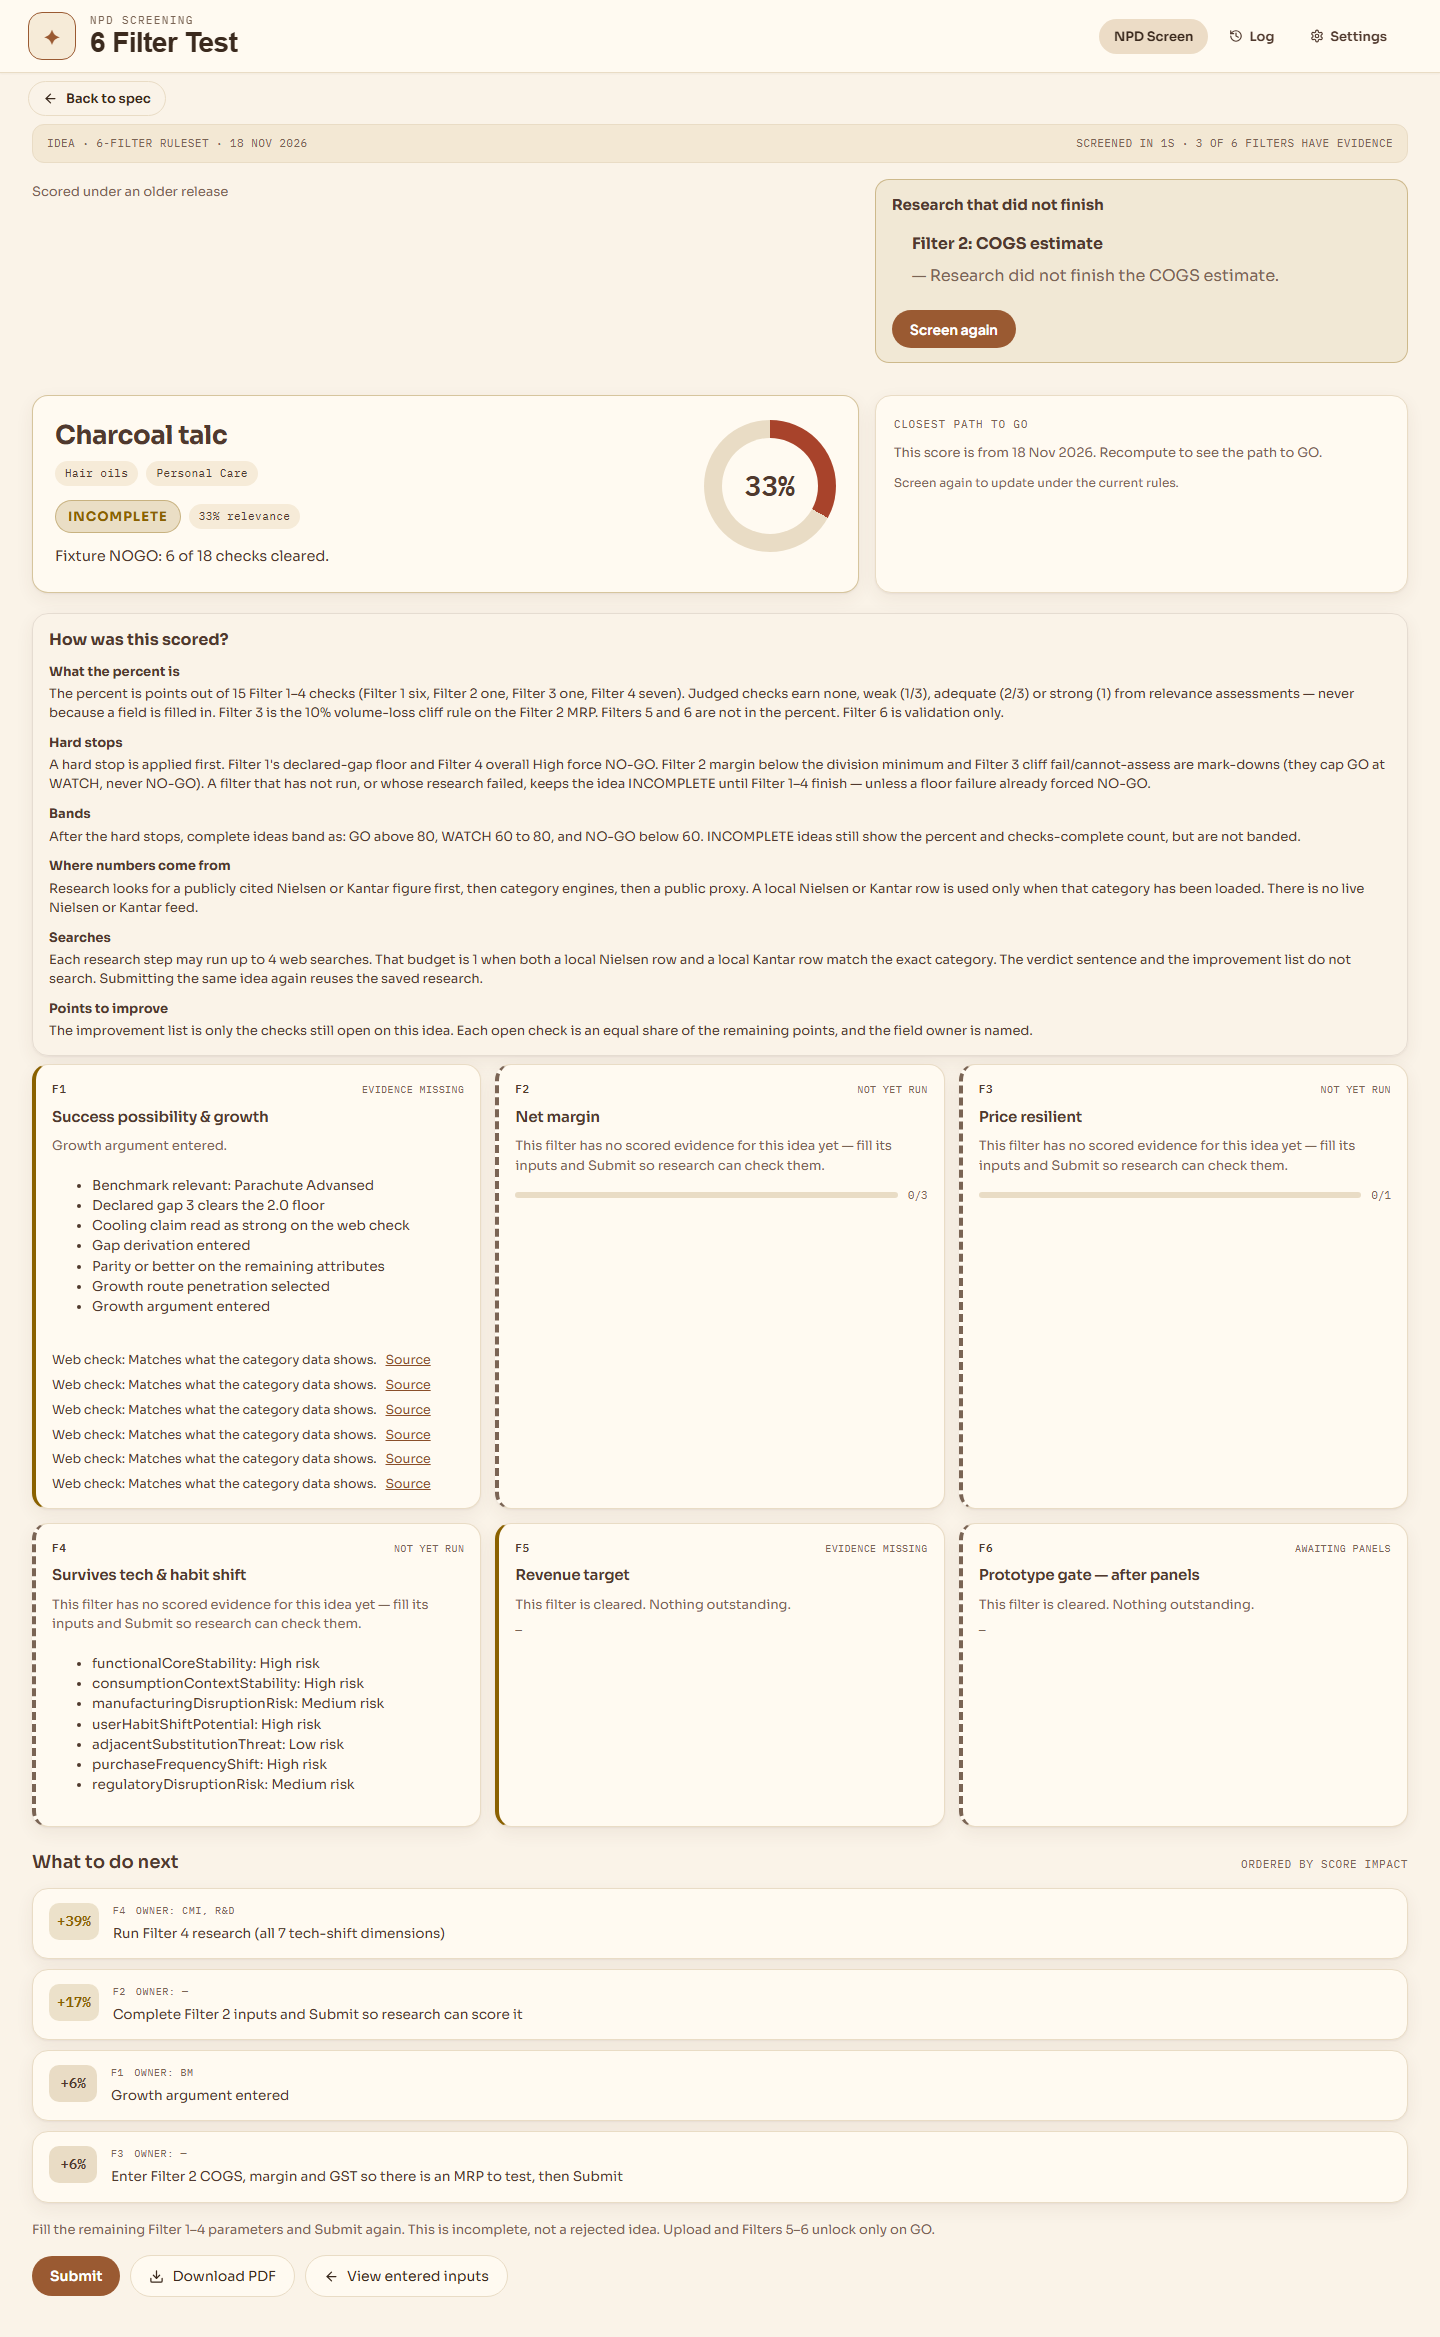 NPD SCREENING
6 Filter Test
NPD Screen
Log
Settings
Back to spec
IDEA · 6-FILTER RULESET · 18 NOV 2026
SCREENED IN 1S · 3 OF 6 FILTERS HAVE EVIDENCE
Scored under an older release
Research that did not finish
Filter 2: COGS estimate
— Research did not finish the COGS estimate.
Screen again
Charcoal talc
Hair oils
Personal Care
INCOMPLETE
33% relevance
Fixture NOGO: 6 of 18 checks cleared.
33%
CLOSEST PATH TO GO
This score is from 18 Nov 2026. Recompute to see the path to GO.
Screen again to update under the current rules.
How was this scored?
What the percent is
The percent is points out of 15 Filter 1–4 checks (Filter 1 six, Filter 2 one, Filter 3 one, Filter 4 seven). Judged checks earn none, weak (1/3), adequate (2/3) or strong (1) from relevance assessments — never
because a field is filled in. Filter 3 is the 10% volume-loss cliff rule on the Filter 2 MRP. Filters 5 and 6 are not in the percent. Filter 6 is validation only.
Hard stops
A hard stop is applied first. Filter 1's declared-gap floor and Filter 4 overall High force NO-GO. Filter 2 margin below the division minimum and Filter 3 cliff fail/cannot-assess are mark-downs (they cap GO at
WATCH, never NO-GO). A filter that has not run, or whose research failed, keeps the idea INCOMPLETE until Filter 1–4 finish — unless a floor failure already forced NO-GO.
Bands
After the hard stops, complete ideas band as: GO above 80, WATCH 60 to 80, and NO-GO below 60. INCOMPLETE ideas still show the percent and checks-complete count, but are not banded.
Where numbers come from
Research looks for a publicly cited Nielsen or Kantar figure first, then category engines, then a public proxy. A local Nielsen or Kantar row is used only when that category has been loaded. There is no live
Nielsen or Kantar feed.
Searches
Each research step may run up to 4 web searches. That budget is 1 when both a local Nielsen row and a local Kantar row match the exact category. The verdict sentence and the improvement list do not
search. Submitting the same idea again reuses the saved research.
Points to improve
The improvement list is only the checks still open on this idea. Each open check is an equal share of the remaining points, and the field owner is named.
F1
EVIDENCE MISSING
Success possibility & growth
Growth argument entered.
• Benchmark relevant: Parachute Advansed
• Declared gap 3 clears the 2.0 floor
• Cooling claim read as strong on the web check
• Gap derivation entered
• Parity or better on the remaining attributes
• Growth route penetration selected
• Growth argument entered
Web check: Matches what the category data shows. Source
Web check: Matches what the category data shows. Source
Web check: Matches what the category data shows. Source
Web check: Matches what the category data shows. Source
Web check: Matches what the category data shows. Source
Web check: Matches what the category data shows. Source
F2
NOT YET RUN
Net margin
This filter has no scored evidence for this idea yet — fill its
inputs and Submit so research can check them.
0/3
F3
NOT YET RUN
Price resilient
This filter has no scored evidence for this idea yet — fill its
inputs and Submit so research can check them.
0/1
F4
NOT YET RUN
Survives tech & habit shift
This filter has no scored evidence for this idea yet — fill its
inputs and Submit so research can check them.
• functionalCoreStability: High risk
• consumptionContextStability: High risk
• manufacturingDisruptionRisk: Medium risk
• userHabitShiftPotential: High risk
• adjacentSubstitutionThreat: Low risk
• purchaseFrequencyShift: High risk
• regulatoryDisruptionRisk: Medium risk
F5
EVIDENCE MISSING
Revenue target
This filter is cleared. Nothing outstanding.
—
F6
AWAITING PANELS
Prototype gate — after panels
This filter is cleared. Nothing outstanding.
—
What to do next
ORDERED BY SCORE IMPACT
+39%
F4 OWNER: CMI, R&D
Run Filter 4 research (all 7 tech-shift dimensions)
+17%
F2 OWNER: —
Complete Filter 2 inputs and Submit so research can score it
+6%
F1 OWNER: BM
Growth argument entered
+6%
F3 OWNER: —
Enter Filter 2 COGS, margin and GST so there is an MRP to test, then Submit
Fill the remaining Filter 1–4 parameters and Submit again. This is incomplete, not a rejected idea. Upload and Filters 5–6 unlock only on GO.
Submit
Download PDF
View entered inputs